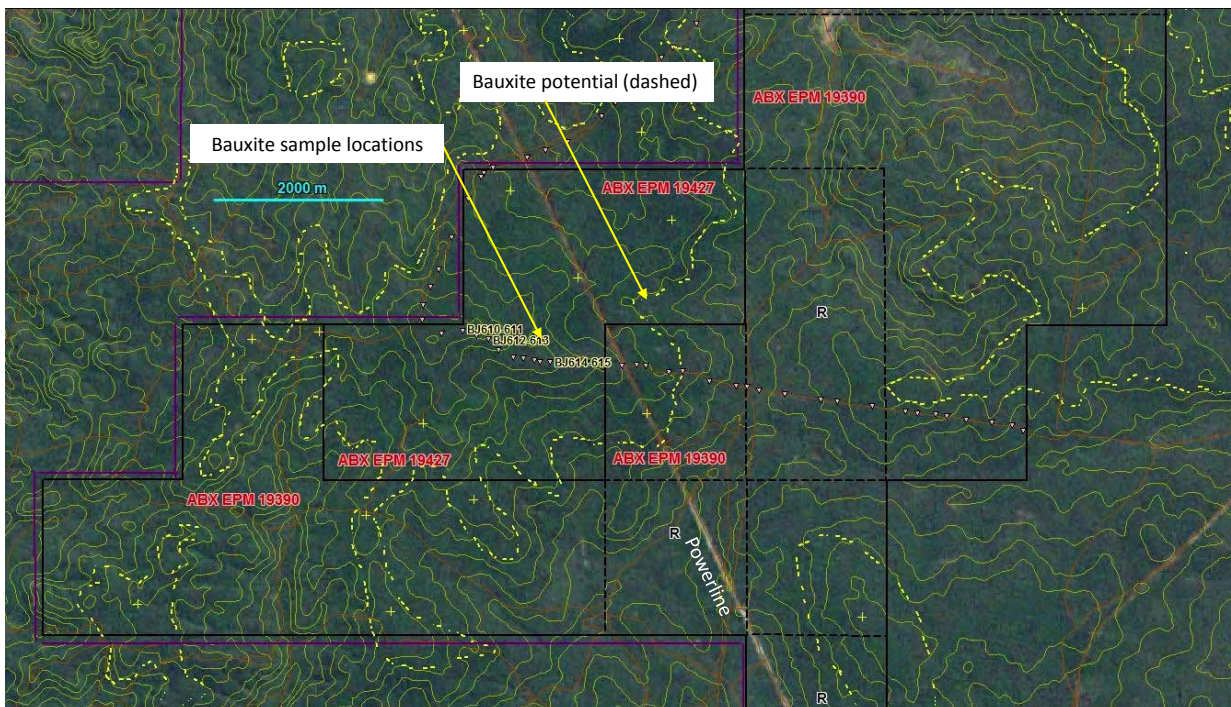 Bauxite potential (dashed)
ABX EPM 19390
Bauxite sample locations
2000 m
ABX EPM 19427
R
BJ610-611
BJ612-613
BJ614-615
ABX EPM 19427
ABX EPM 19390
ABX EPM 19390
R
Powerline
R